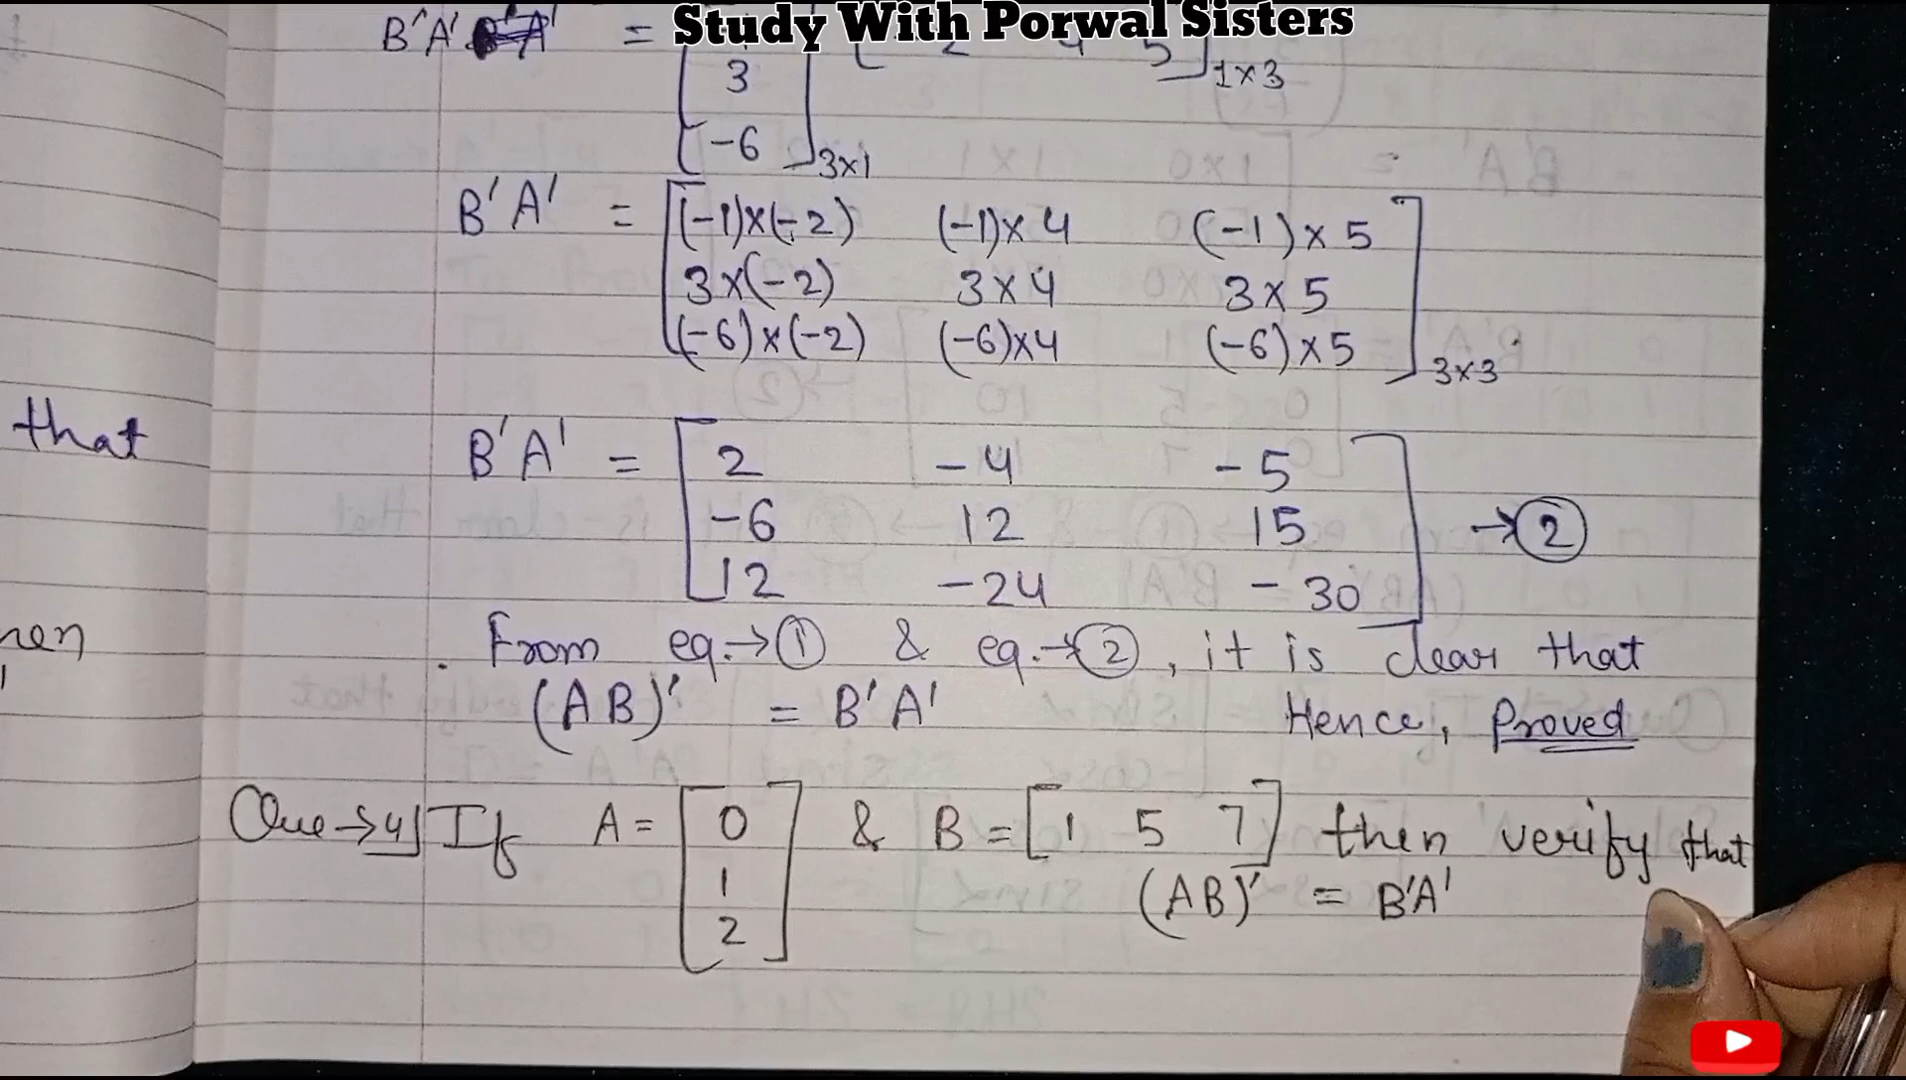 Study With Porwal Sisters
B'A' = [
2 4 5]1×3
3
-6]3×1
B'A' = [(-1)×(-2) (-1)×4 (-1)×5
3×(-2) 3×4 3×5
(-6)×(-2) (-6)×4 (-6)×5]3×3
that
B'A' = [2 -4 -5
-6 12 15 → ②
12 -24 -30]
From eq.→① & eq.→②, it is clear that
(AB)' = B'A' Hence, Proved
Que→4] If A = [0 & B = [1 5 7] then verify that
1 (AB)' = B'A'
2]